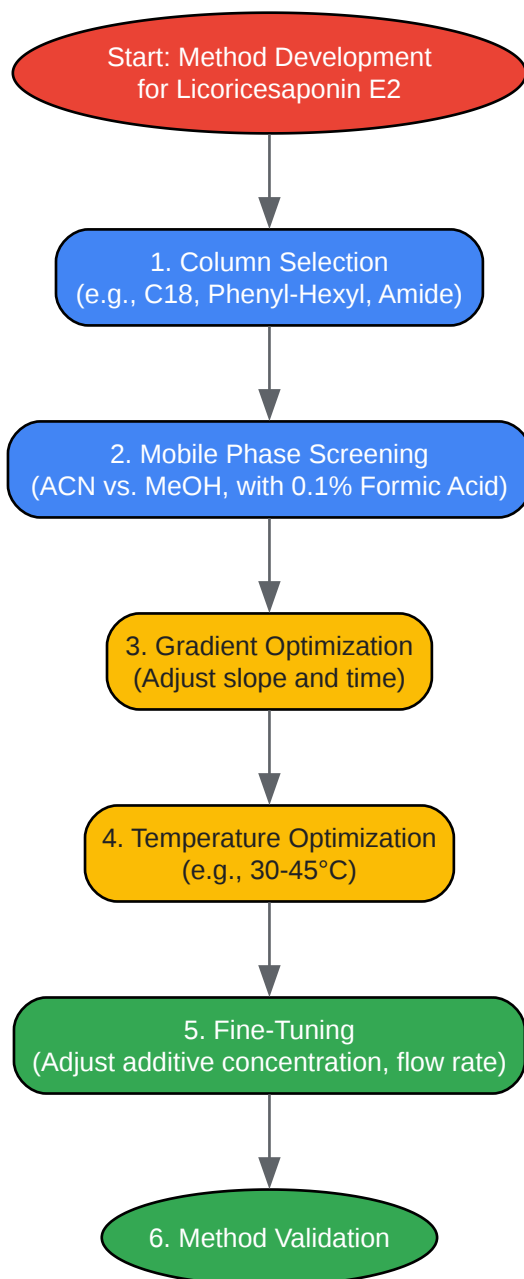 Start: Method Development
for Licoricesaponin E2
1. Column Selection
(e.g., C18, Phenyl-Hexyl, Amide)
2. Mobile Phase Screening
(ACN vs. MeOH, with 0.1% Formic Acid)
3. Gradient Optimization
(Adjust slope and time)
4. Temperature Optimization
(e.g., 30-45°C)
5. Fine-Tuning
(Adjust additive concentration, flow rate)
6. Method Validation